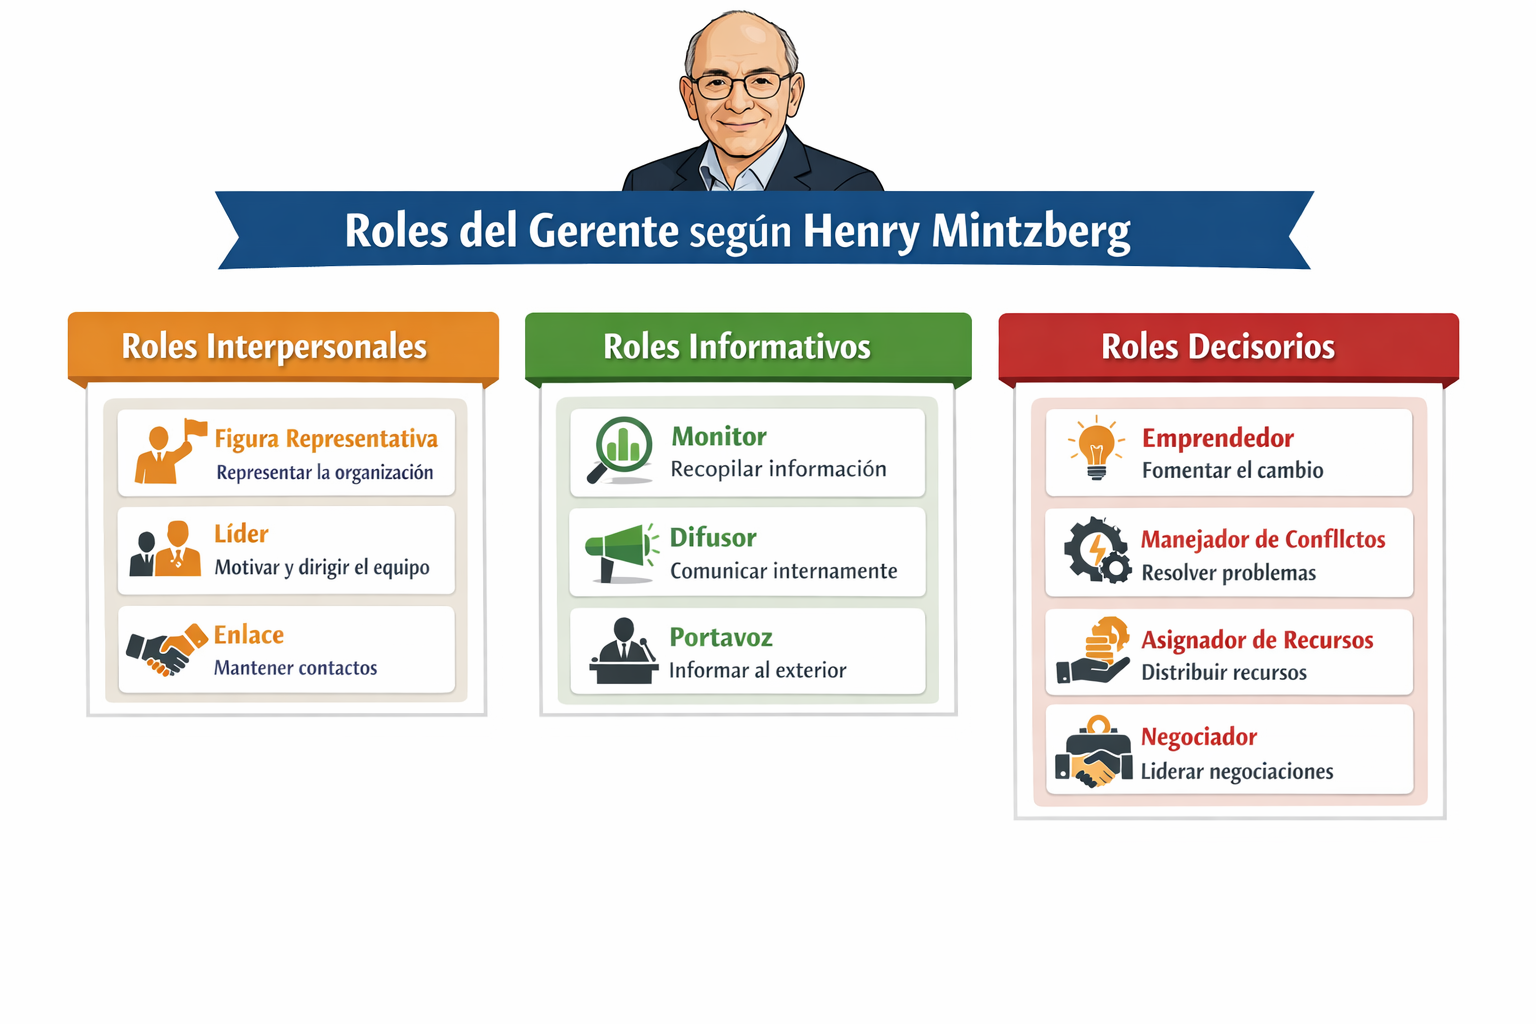 Roles del Gerente según Henry Mintzberg
Roles Interpersonales
Figura Representativa
Representar la organización
Líder
Motivar y dirigir el equipo
Enlace
Mantener contactos
Roles Informativos
Monitor
Recopilar información
Difusor
Comunicar internamente
Portavoz
Informar al exterior
Roles Decisorios
Emprendedor
Fomentar el cambio
Manejador de Confllctos
Resolver problemas
Asignador de Recursos
Distribuir recursos
Negociador
Liderar negociaciones